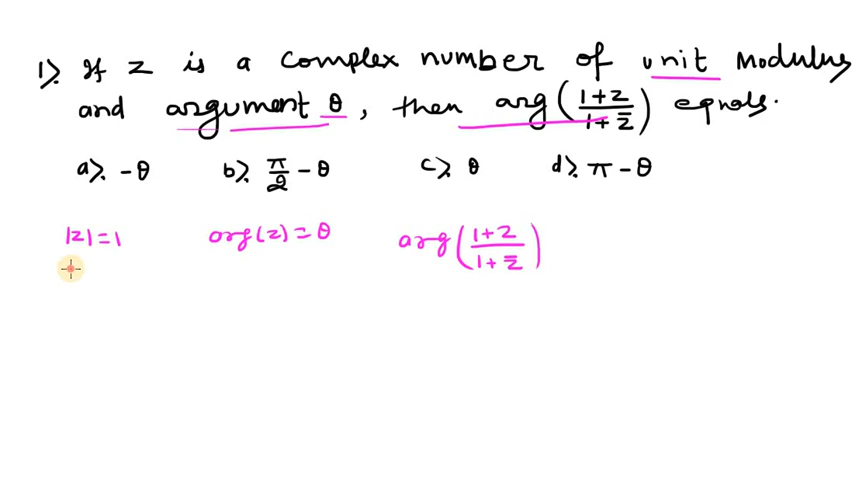 1). If z is a complex number of unit modulus
and argument θ, then arg((1+z)/(1+z̄)) equals.
a). -θ b). π/2 - θ c). θ d). π - θ
|z|=1 arg(z)=θ arg((1+z)/(1+z̄))